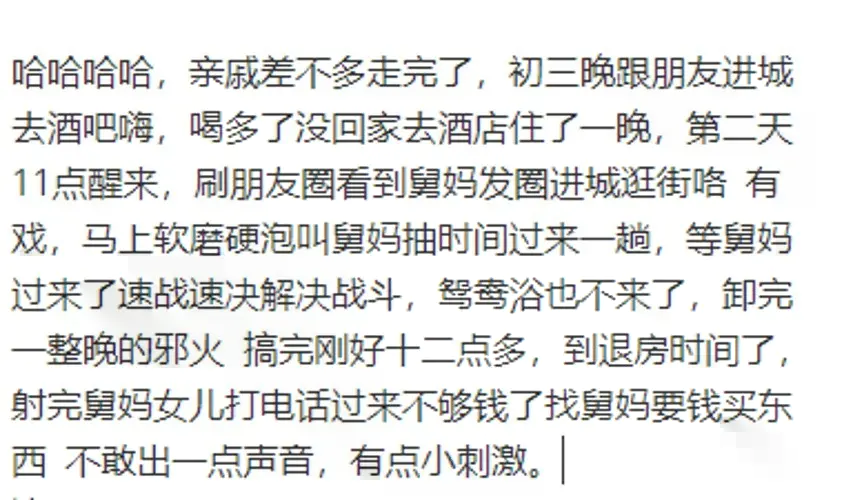 哈哈哈哈，亲戚差不多走完了，初三晚跟朋友进城
去酒吧嗨，喝多了没回家去酒店住了一晚，第二天
11点醒来，刷朋友圈看到舅妈发圈进城逛街咯 有
戏，马上软磨硬泡叫舅妈抽时间过来一趟，等舅妈
过来了速战速决解决战斗，鸳鸯浴也不来了，卸完
一整晚的邪火 搞完刚好十二点多，到退房时间了，
射完舅妈女儿打电话过来不够钱了找舅妈要钱买东
西 不敢出一点声音，有点小刺激。